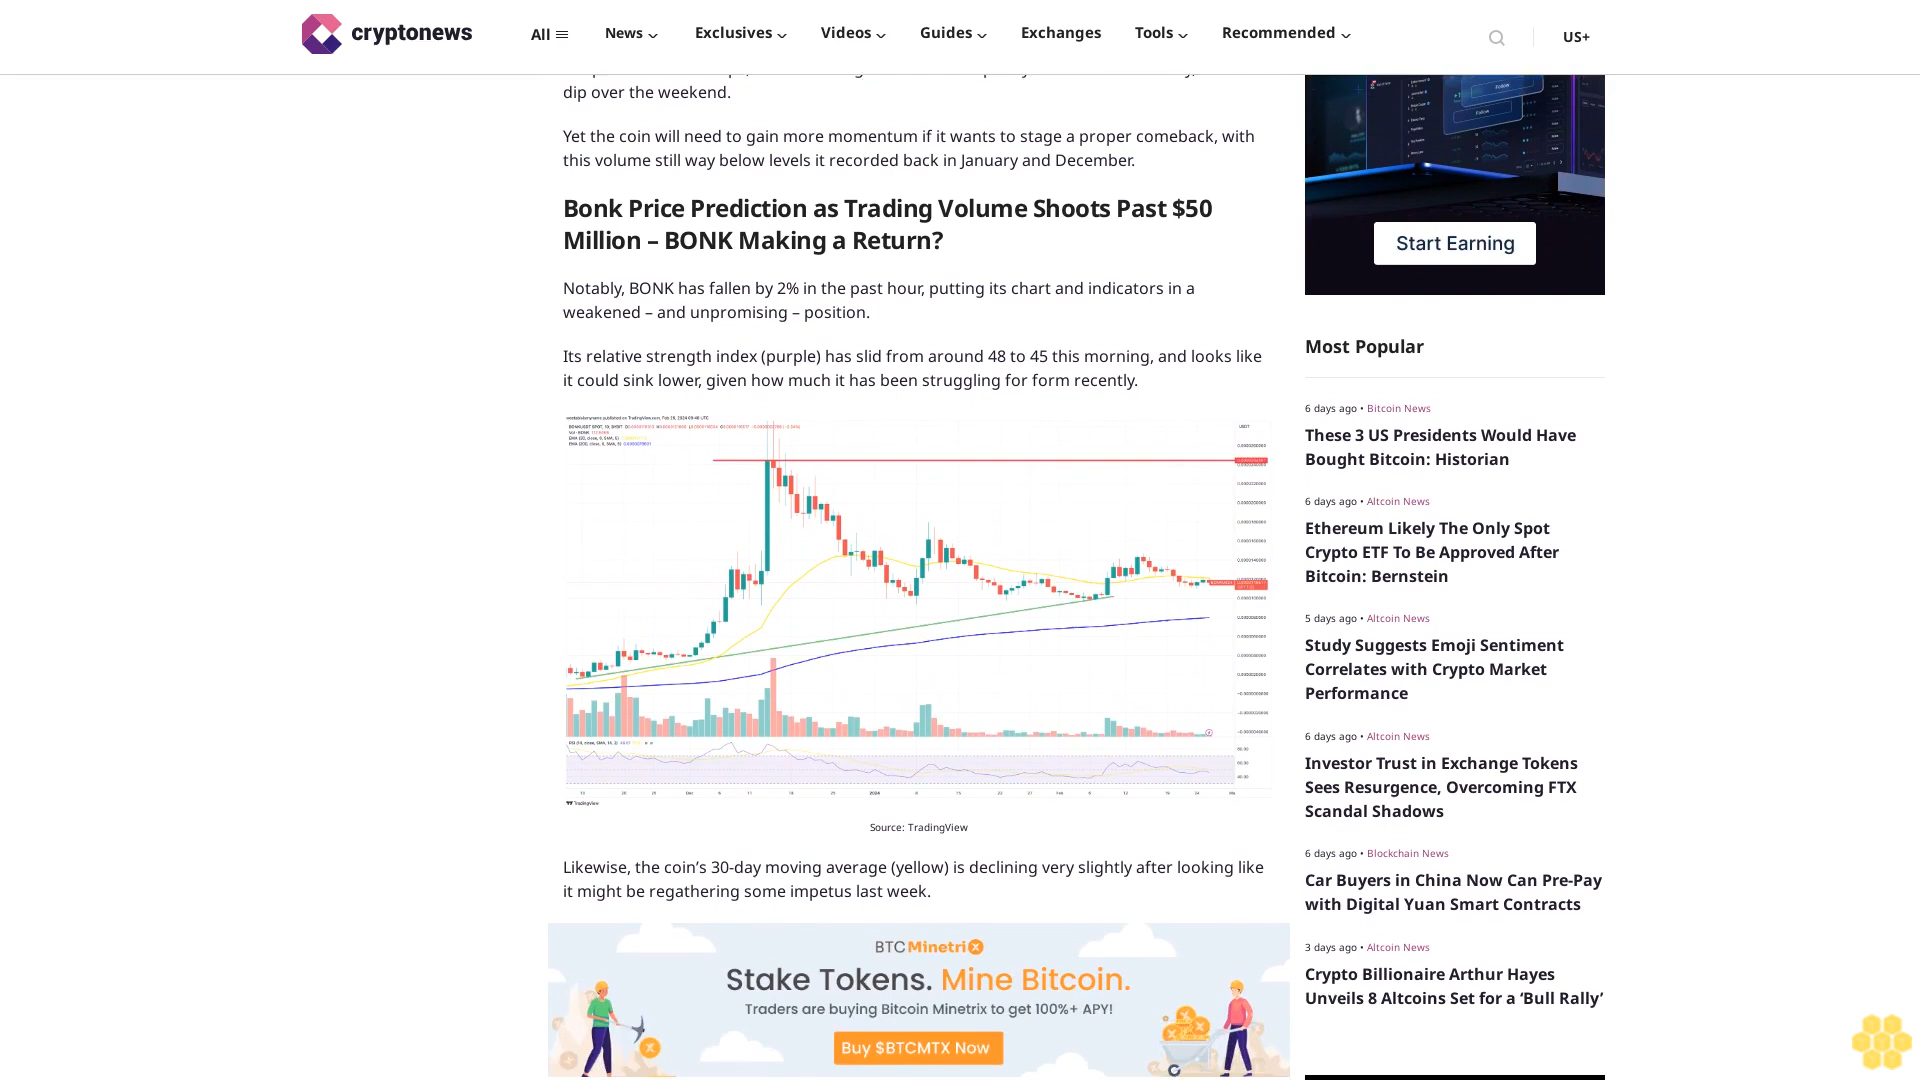 cryptonews
All
News
Exclusives
Videos
Guides
Exchanges
Tools
Recommended
US+
dip over the weekend.
Yet the coin will need to gain more momentum if it wants to stage a proper comeback, with
this volume still way below levels it recorded back in January and December.
Bonk Price Prediction as Trading Volume Shoots Past $50
Million – BONK Making a Return?
Notably, BONK has fallen by 2% in the past hour, putting its chart and indicators in a
weakened – and unpromising – position.
Its relative strength index (purple) has slid from around 48 to 45 this morning, and looks like
it could sink lower, given how much it has been struggling for form recently.
TradingView
Source: TradingView
Likewise, the coin’s 30-day moving average (yellow) is declining very slightly after looking like
it might be regathering some impetus last week.
BTC Minetrix
Stake Tokens. Mine Bitcoin.
Traders are buying Bitcoin Minetrix to get 100%+ APY!
Buy $BTCMTX Now
Follow
Follow
Start Earning
Most Popular
6 days ago • Bitcoin News
These 3 US Presidents Would Have
Bought Bitcoin: Historian
6 days ago • Altcoin News
Ethereum Likely The Only Spot
Crypto ETF To Be Approved After
Bitcoin: Bernstein
5 days ago • Altcoin News
Study Suggests Emoji Sentiment
Correlates with Crypto Market
Performance
6 days ago • Altcoin News
Investor Trust in Exchange Tokens
Sees Resurgence, Overcoming FTX
Scandal Shadows
6 days ago • Blockchain News
Car Buyers in China Now Can Pre-Pay
with Digital Yuan Smart Contracts
3 days ago • Altcoin News
Crypto Billionaire Arthur Hayes
Unveils 8 Altcoins Set for a ‘Bull Rally’